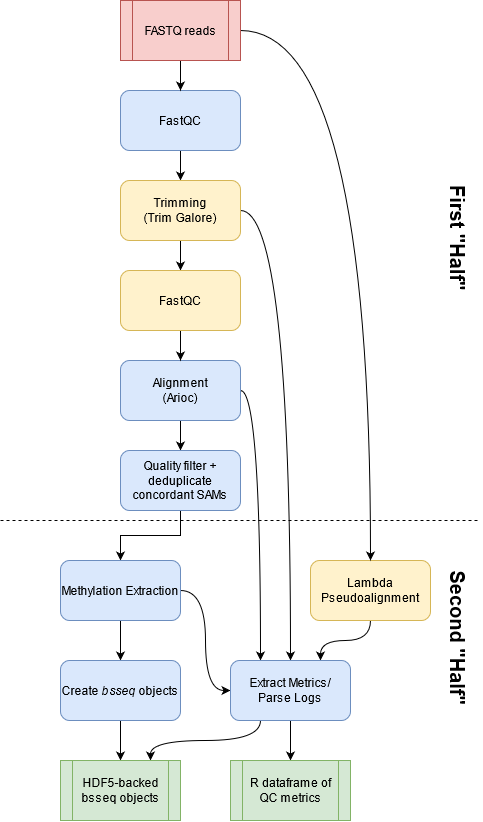 FASTQ reads
FastQC
Trimming
(Trim Galore)
First "Half"
FastQC
Alignment
(Arioc)
Quality filter +
deduplicate
concordant SAMs
Methylation Extraction
Lambda
Pseudoalignment
Second "Half"
Create bsseq objects
Extract Metrics/
Parse Logs
HDF5-backed
bsseq objects
R dataframe of
QC metrics